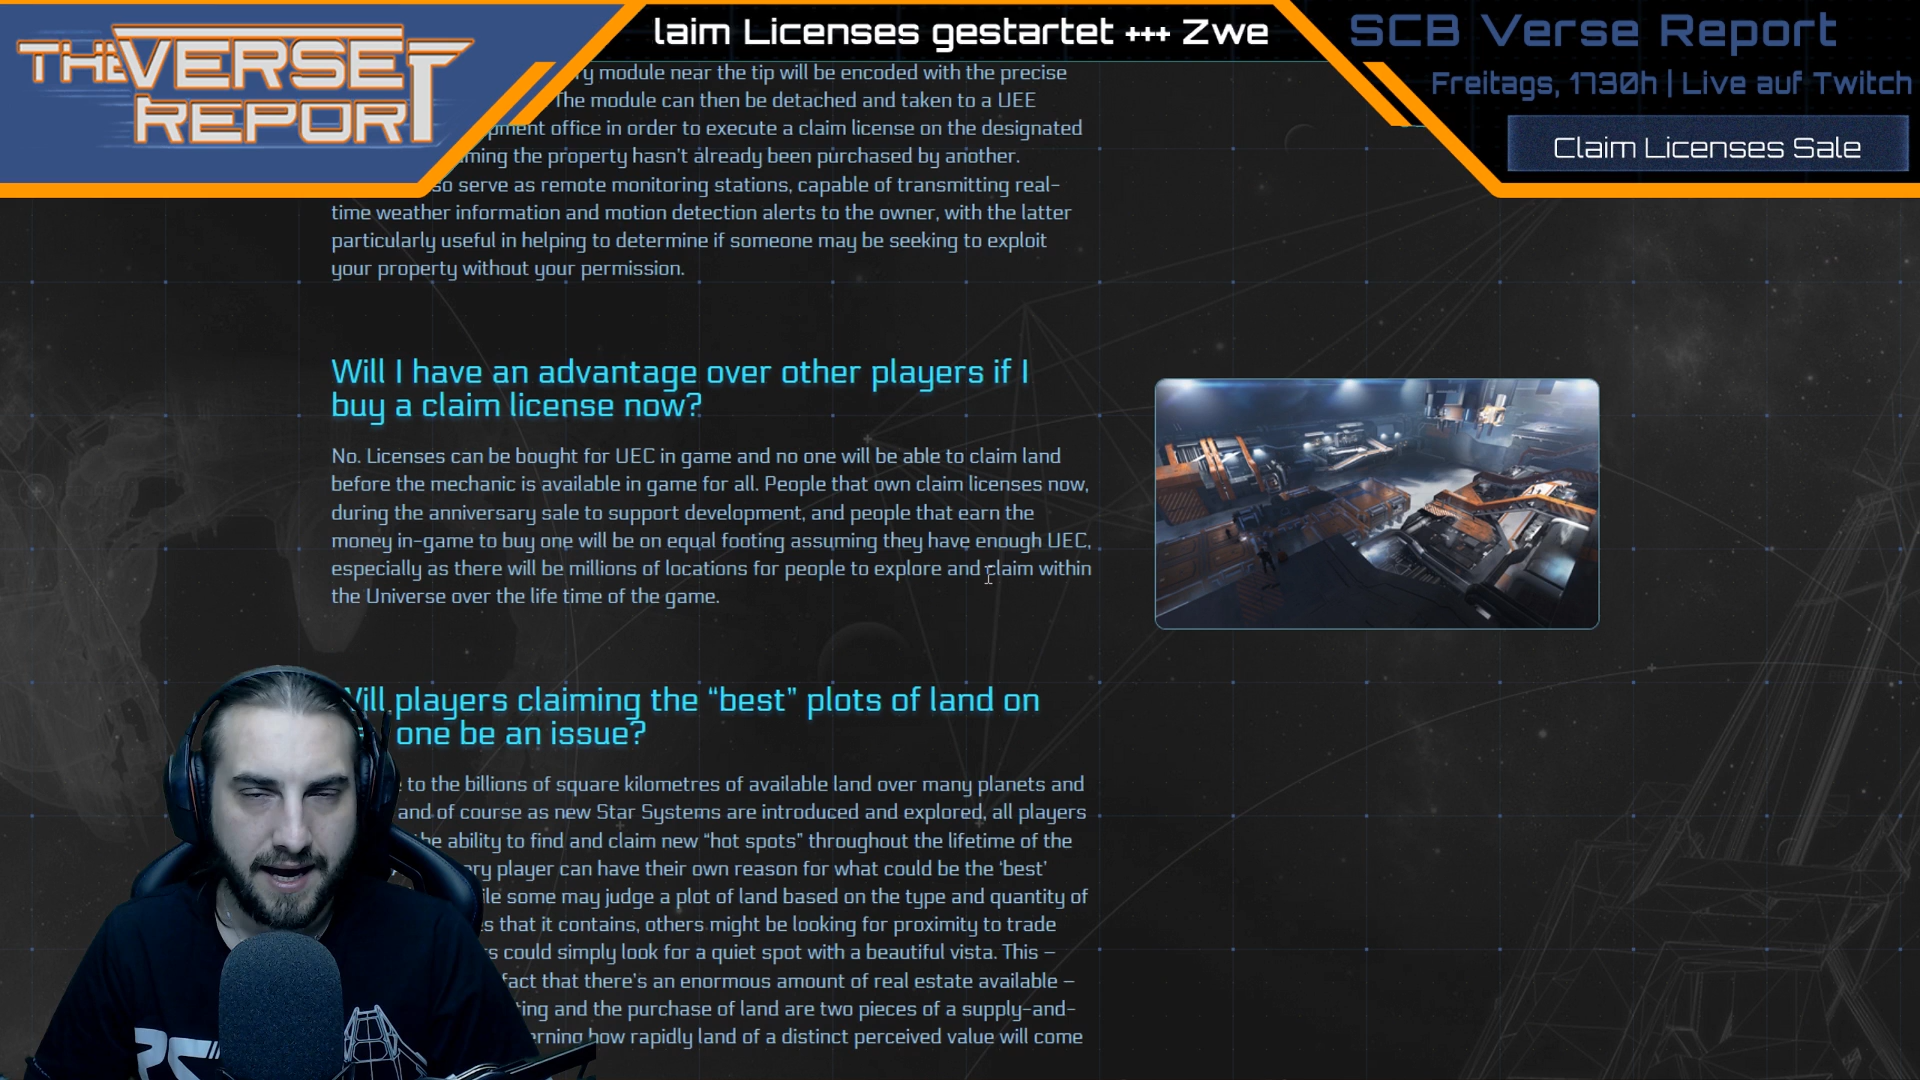 THE VERSE
REPORT
laim Licenses gestartet +++ Zwe
SCB Verse Report
Freitags, 1730h | Live auf Twitch
Claim Licenses Sale
module near the tip will be encoded with the precise
The module can then be detached and taken to a UEE
office in order to execute a claim license on the designated
the property hasn't already been purchased by another.
so serve as remote monitoring stations, capable of transmitting real-
time weather information and motion detection alerts to the owner, with the latter
particularly useful in helping to determine if someone may be seeking to exploit
your property without your permission.
Will I have an advantage over other players if I
buy a claim license now?
No. Licenses can be bought for UEC in game and no one will be able to claim land
before the mechanic is available in game for all. People that own claim licenses now,
during the anniversary sale to support development, and people that earn the
money in-game to buy one will be on equal footing assuming they have enough UEC,
especially as there will be millions of locations for people to explore and claim within
the Universe over the life time of the game.
Will players claiming the “best” plots of land on
one be an issue?
to the billions of square kilometres of available land over many planets and
and of course as new Star Systems are introduced and explored, all players
the ability to find and claim new “hot spots” throughout the lifetime of the
player can have their own reason for what could be the ‘best’
some may judge a plot of land based on the type and quantity of
that it contains, others might be looking for proximity to trade
could simply look for a quiet spot with a beautiful vista. This –
fact that there's an enormous amount of real estate available –
and the purchase of land are two pieces of a supply-and-
how rapidly land of a distinct perceived value will come